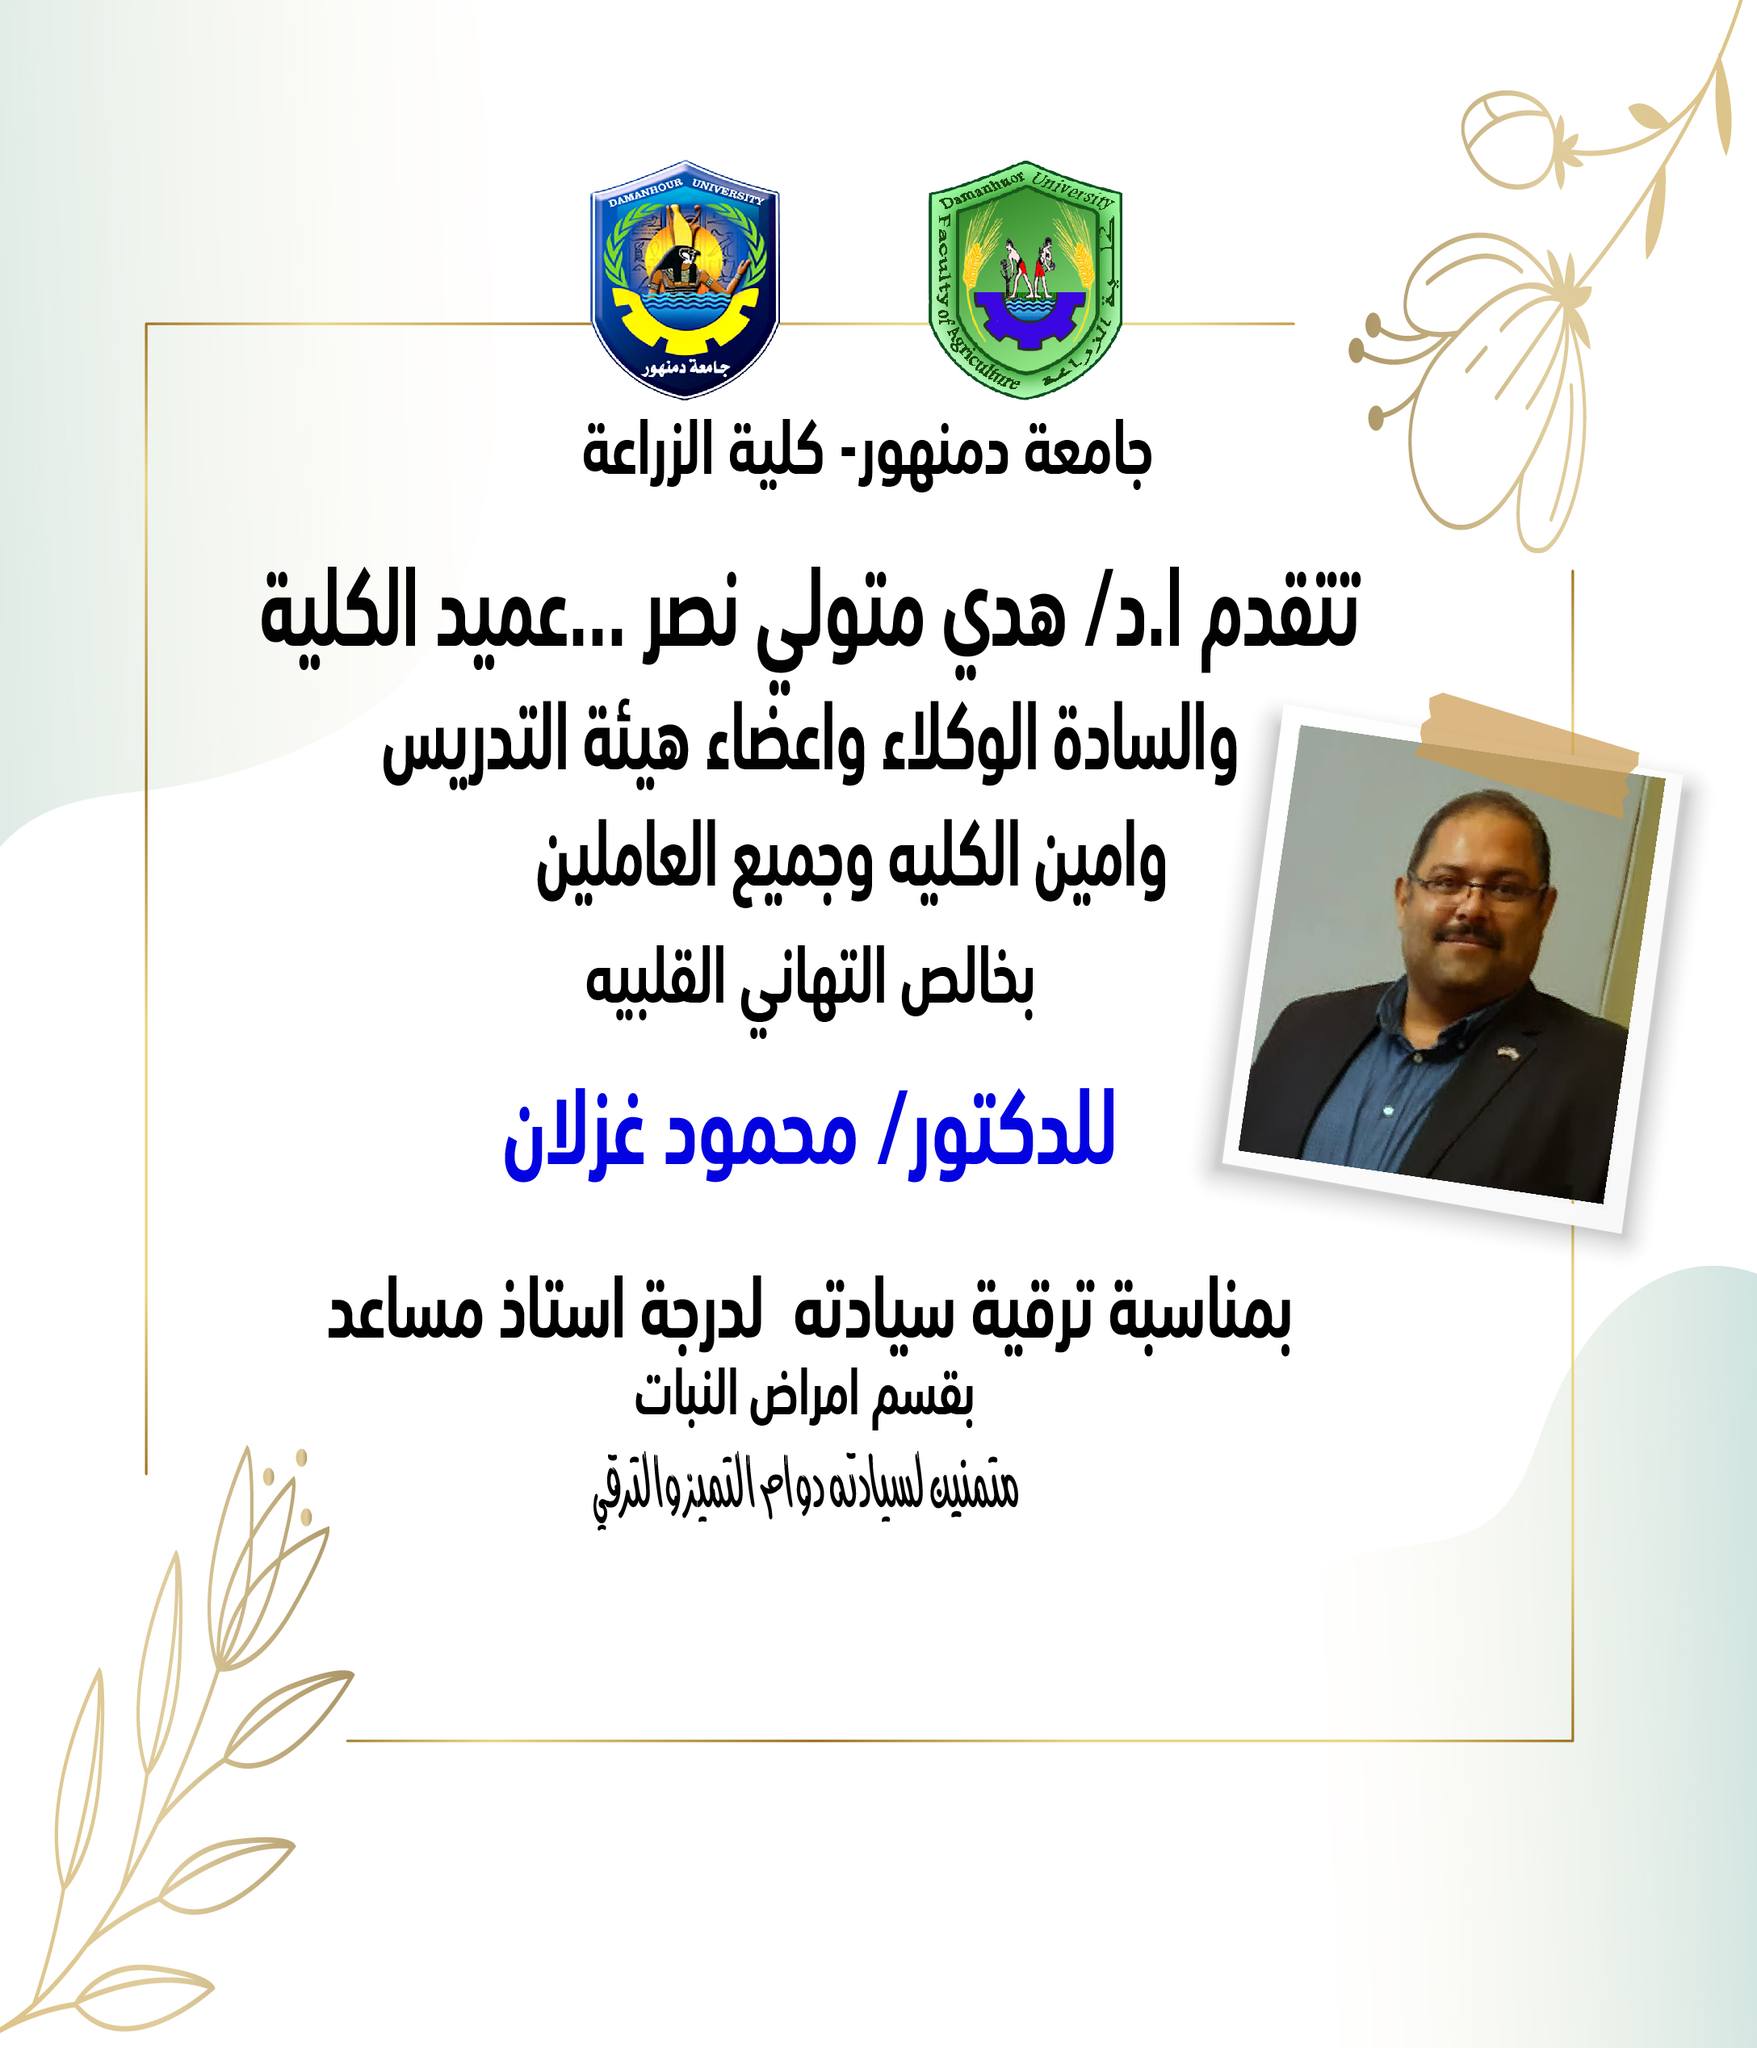 DAMANHOUR UNIVERSITY
جامعة دمنهور
Damanhuor University
Faculty of Agriculture
كلية الزراعة
جامعة دمنهور- كلية الزراعة
تتقدم ا.د/ هدي متولي نصر ...عميد الكلية
والسادة الوكلاء واعضاء هيئة التدريس
وامين الكليه وجميع العاملين
بخالص التهاني القلبيه
للدكتور/ محمود غزلان
بمناسبة ترقية سيادته لدرجة استاذ مساعد
بقسم امراض النبات
متمنين لسيادته دوام التميز والترقي